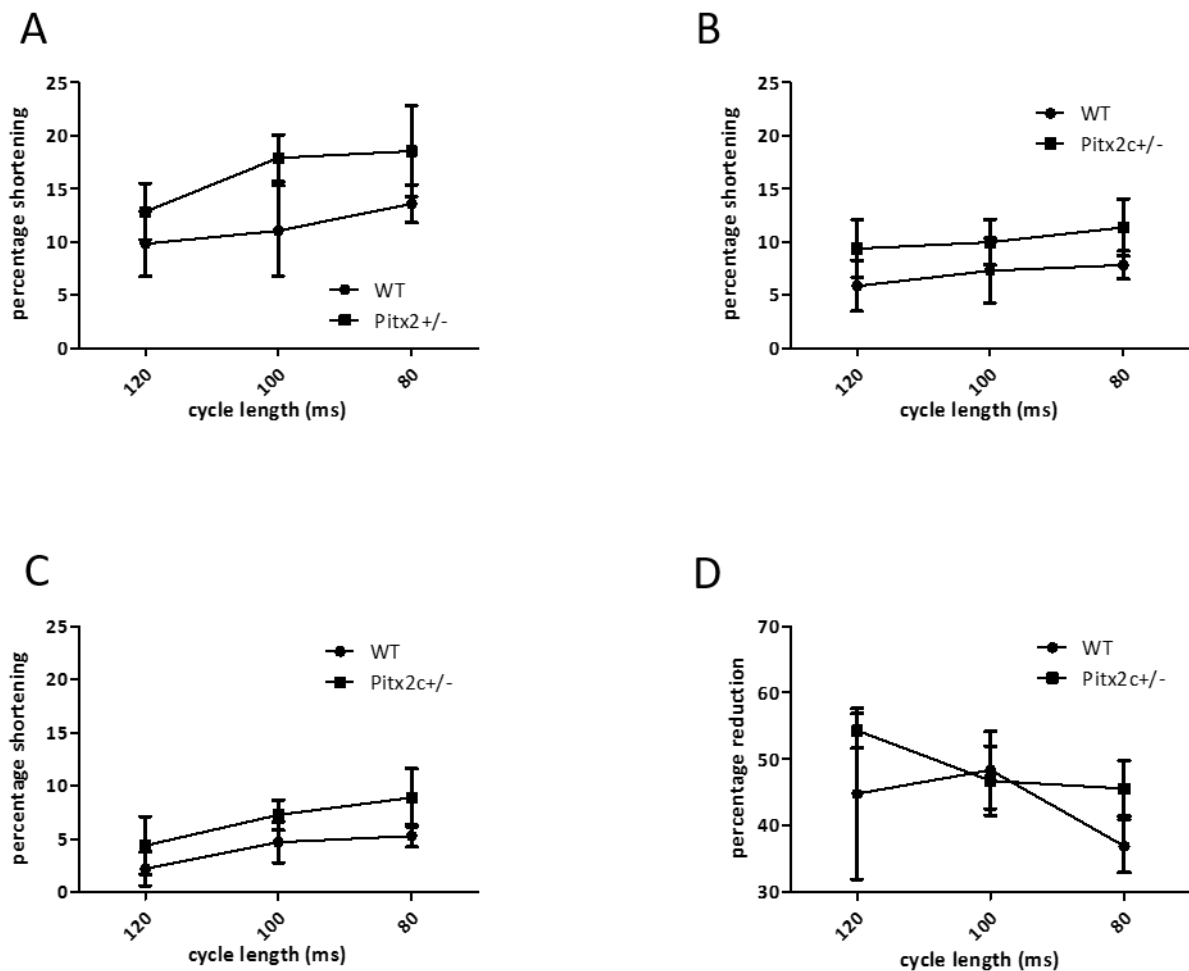 A
25
20
15
10
5
0
percentage shortening
WT
Pitx2+/-
120
100
80
cycle length (ms)
B
25
20
15
10
5
0
percentage shortening
WT
Pitx2c+/-
120
100
80
cycle length (ms)
C
25
20
15
10
5
0
percentage shortening
WT
Pitx2c+/-
120
100
80
cycle length (ms)
D
70
60
50
40
30
percentage reduction
WT
Pitx2c+/-
120
100
80
cycle length (ms)